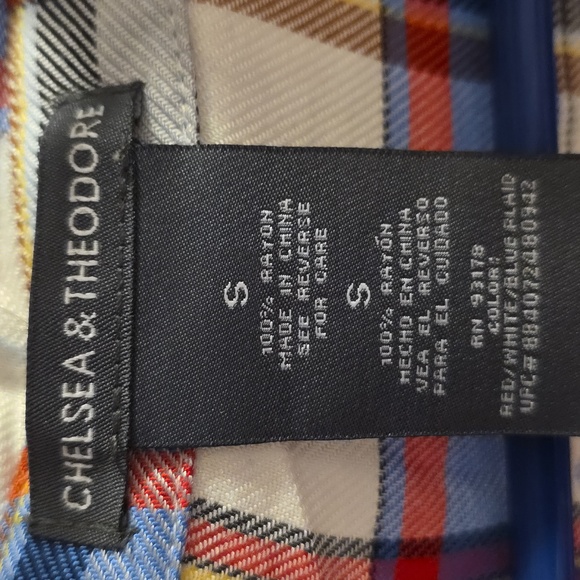 CHELSEA & THEODORE
S
100% RAYON
MADE IN CHINA
SEE REVERSE
FOR CARE
S
100% RAYÓN
HECHO EN CHINA
VEA EL REVERSO
PARA EL CUIDADO
RN 93178
COLOR:
RED/WHITE/BLUE PLAID
UPC# 884072480942